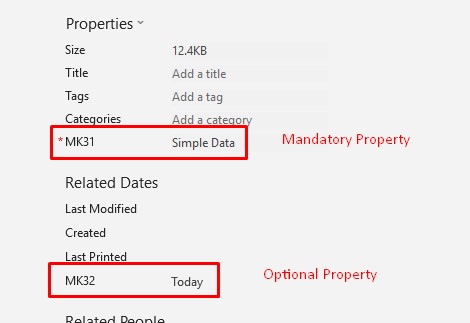 Properties
Size 12.4KB
Title Add a title
Tags Add a tag
Categories Add a category
* MK31 Simple Data Mandatory Property
Related Dates
Last Modified
Created
Last Printed
MK32 Today Optional Property
Related People